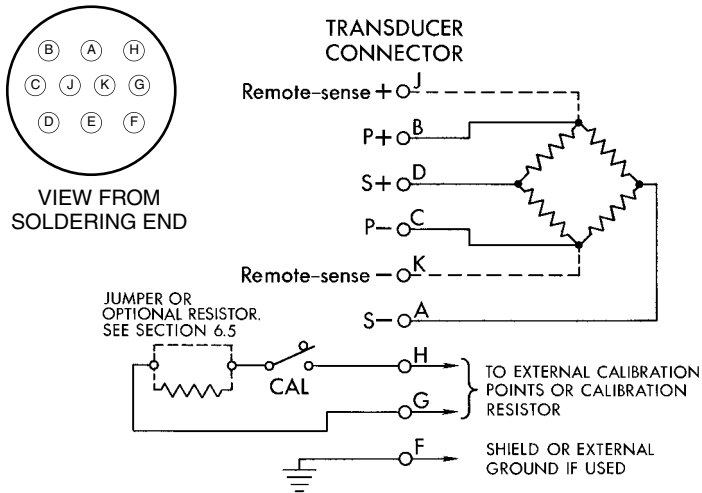 B A H
C J K G
D E F
VIEW FROM
SOLDERING END
TRANSDUCER
CONNECTOR
Remote-sense + J
P+ B
S+ D
P- C
Remote-sense - K
S- A
JUMPER OR
OPTIONAL RESISTOR.
SEE SECTION 6.5
CAL
H
G
TO EXTERNAL CALIBRATION
POINTS OR CALIBRATION
RESISTOR
F
SHIELD OR EXTERNAL
GROUND IF USED